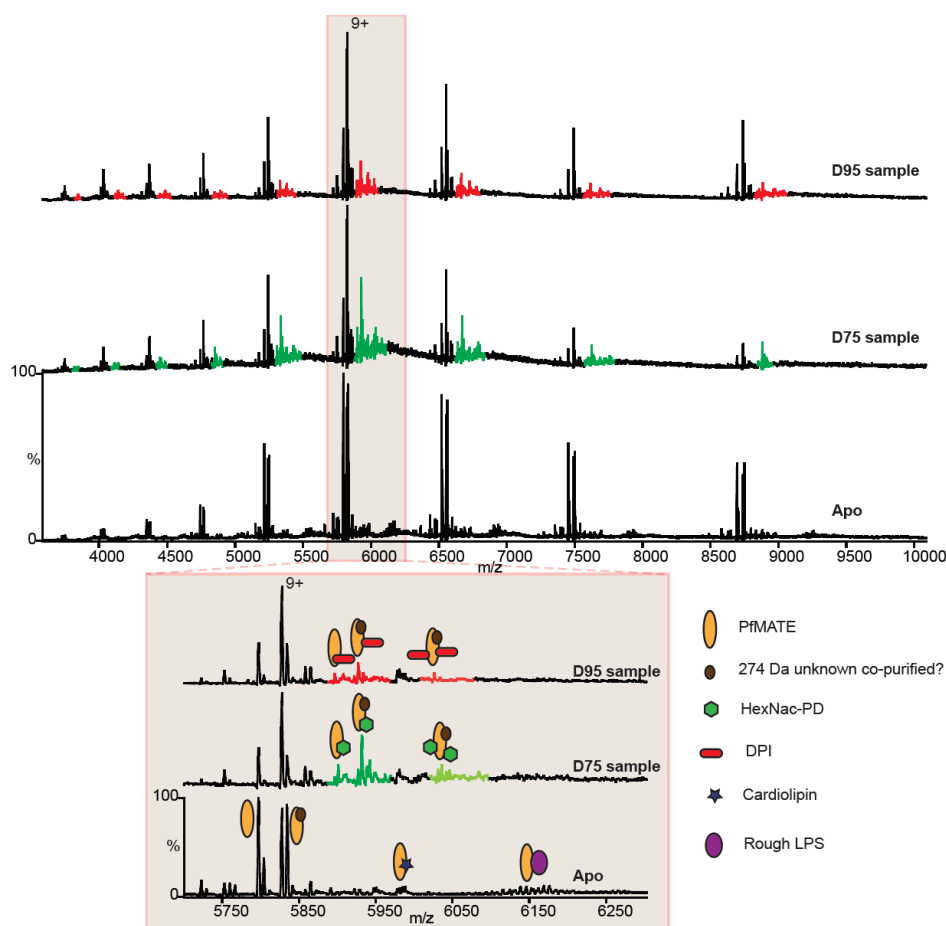 9+
D95 sample
D75 sample
100
%
Apo
0
4000 4500 5000 5500 6000 6500 7000 7500 8000 8500 9000 9500 10000
m/z
9+
D95 sample
D75 sample
100
%
Apo
0
5750 5850 5950 6050 6150 6250
m/z
PfMATE
274 Da unknown co-purified?
HexNac-PD
DPI
Cardiolipin
Rough LPS